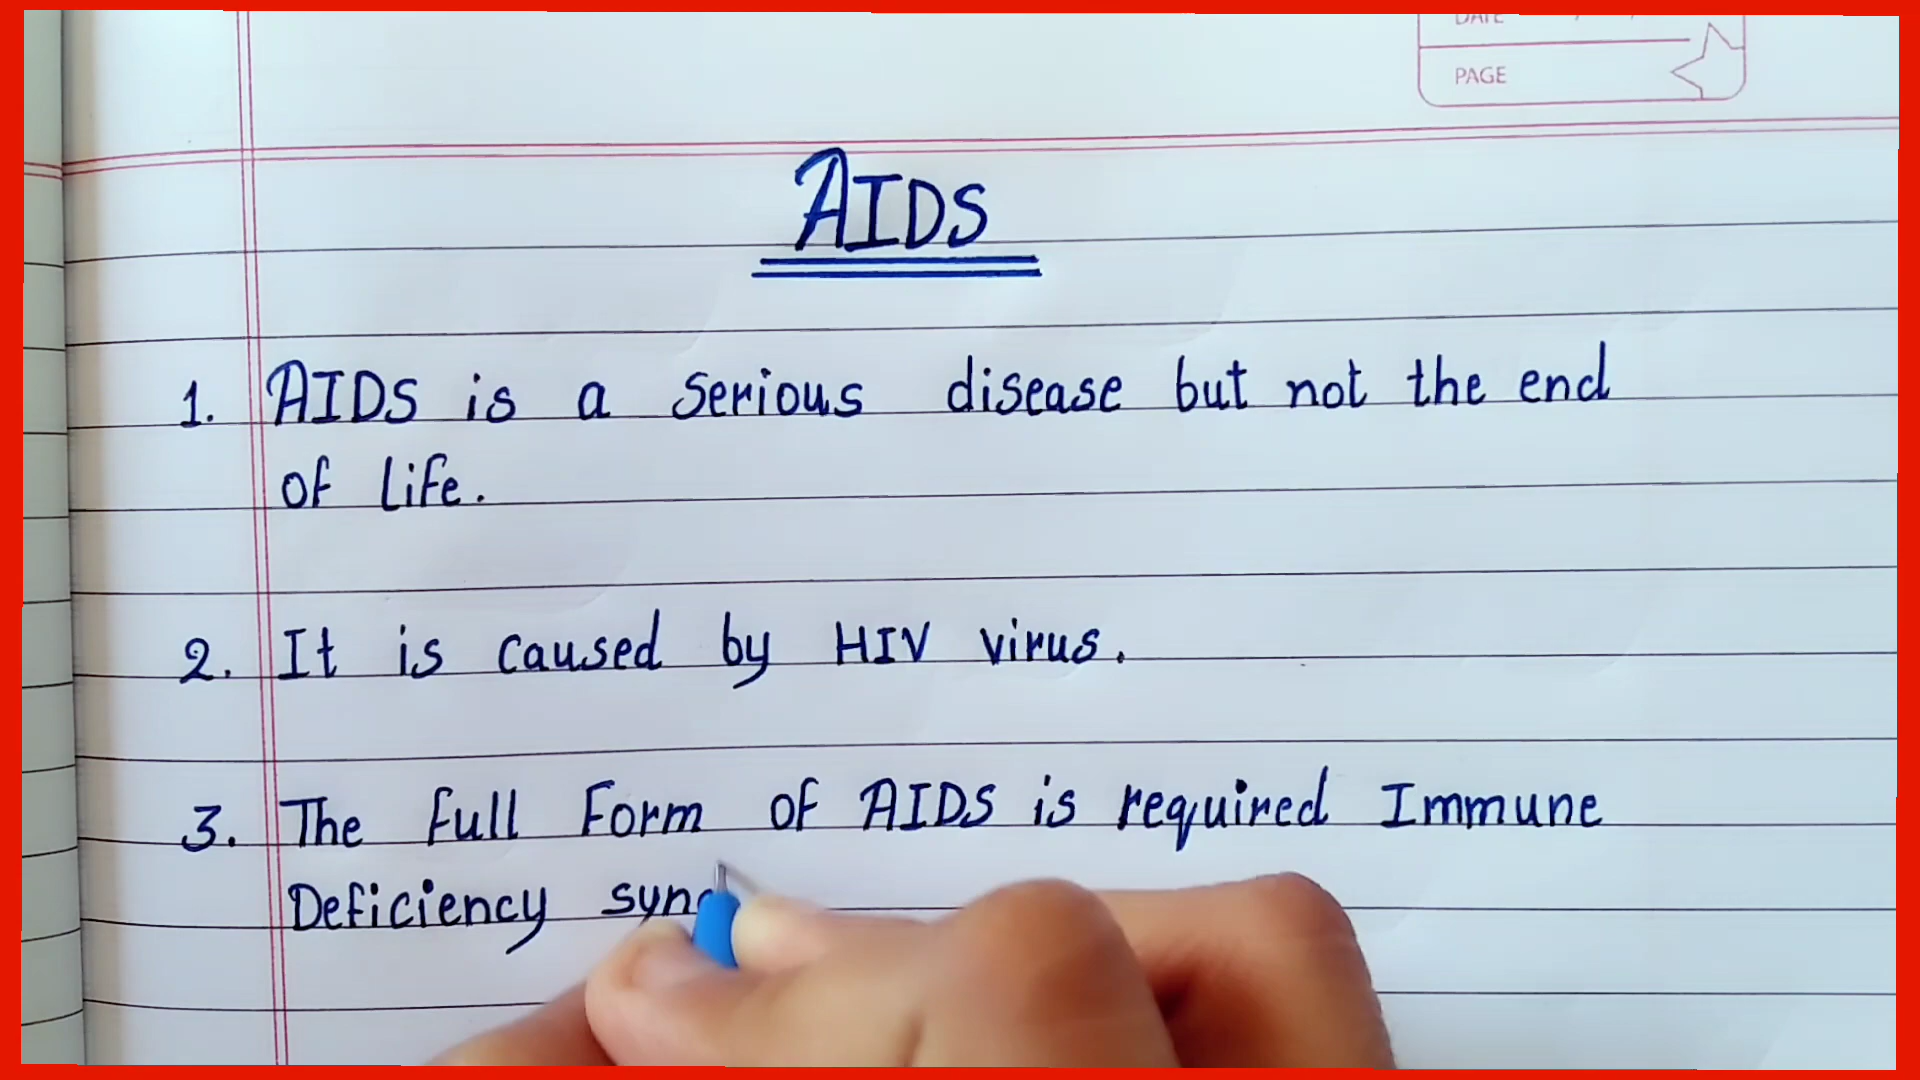 PAGE
AIDS
1. AIDS is a serious disease but not the end
of life.
2. It is caused by HIV virus.
3. The full form of AIDS is required Immune
Deficiency